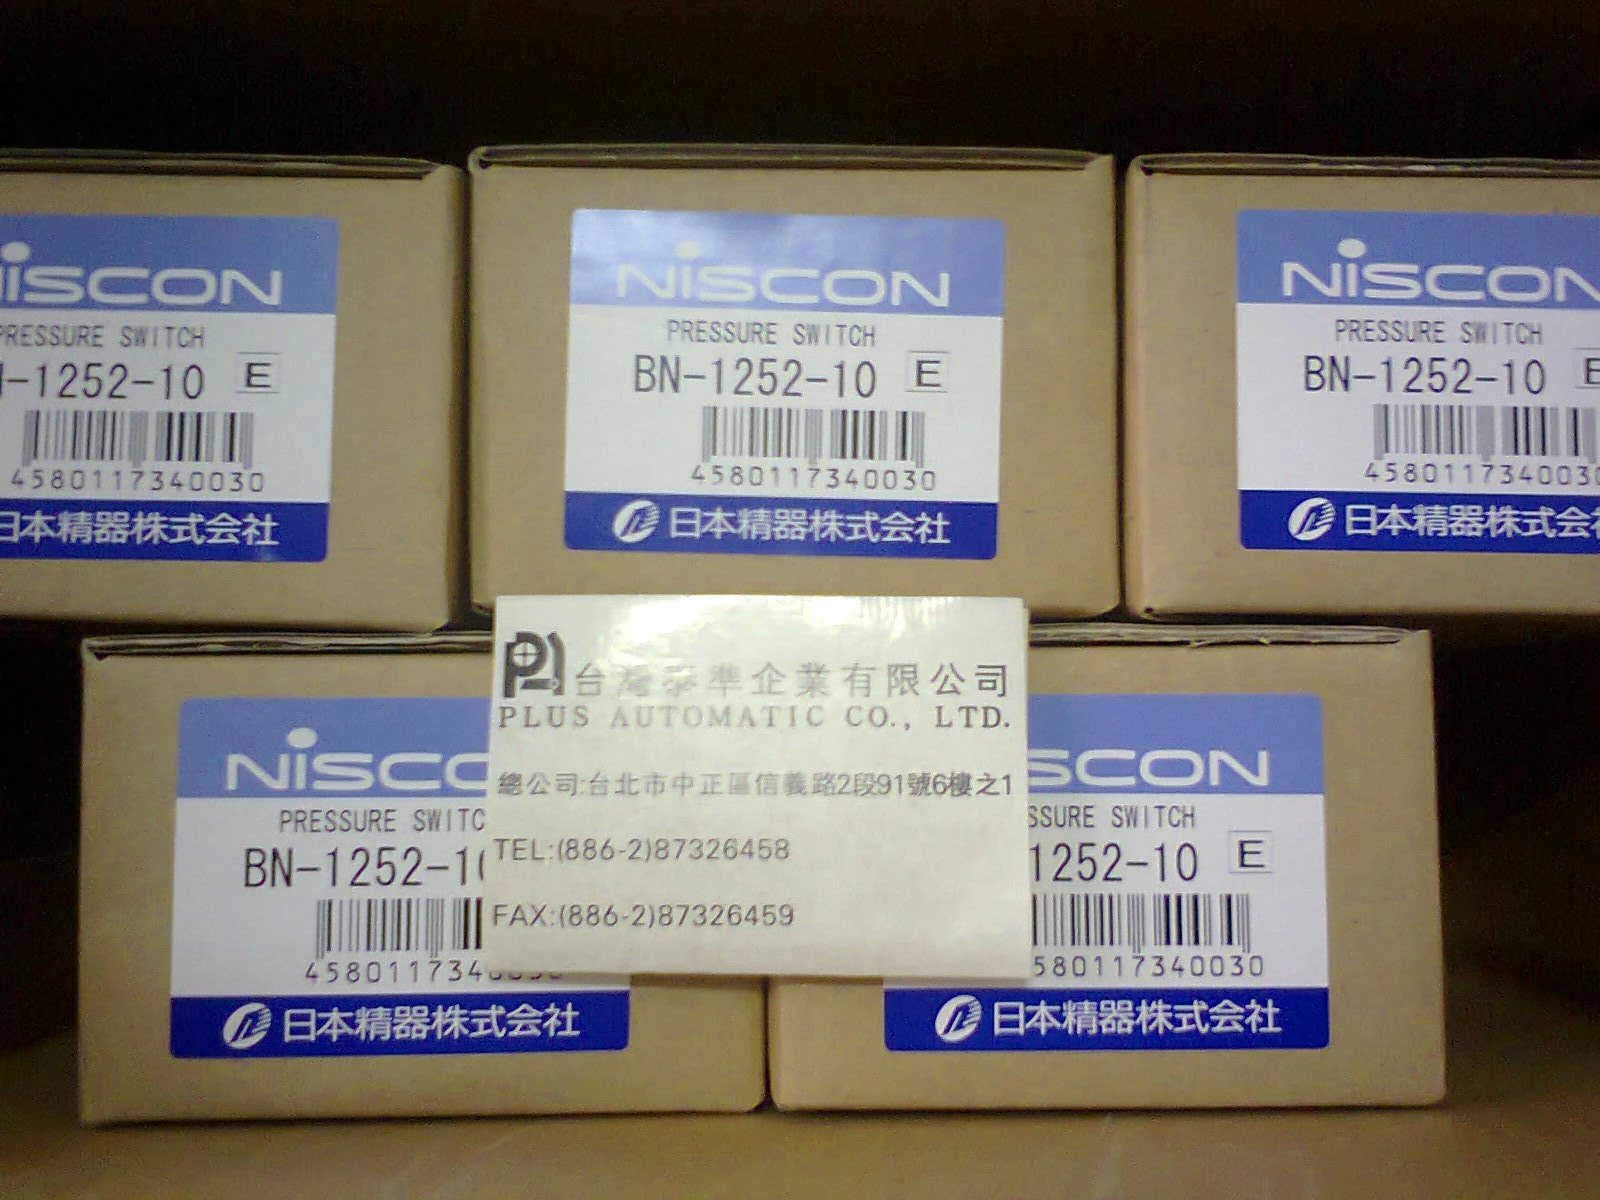 NiSCON
PRESSURE SWITCH
-1252-10 E
4580117340030
日本精器株式会社
NiSCON
PRESSURE SWITCH
BN-1252-10 E
4580117340030
日本精器株式会社
NiSCON
PRESSURE SWITCH
BN-1252-10 E
458011734003
日本精器株式会
NiSCO
PRESSURE SWITC
BN-1252-10
4580117340030
日本精器株式会社
PA 台灣泰準企業有限公司
PLUS AUTOMATIC CO., LTD.
總公司:台北市中正區信義路2段91號6樓之1
TEL:(886-2)87326458
FAX:(886-2)87326459
SCON
SSURE SWITCH
1252-10 E
580117340030
日本精器株式会社